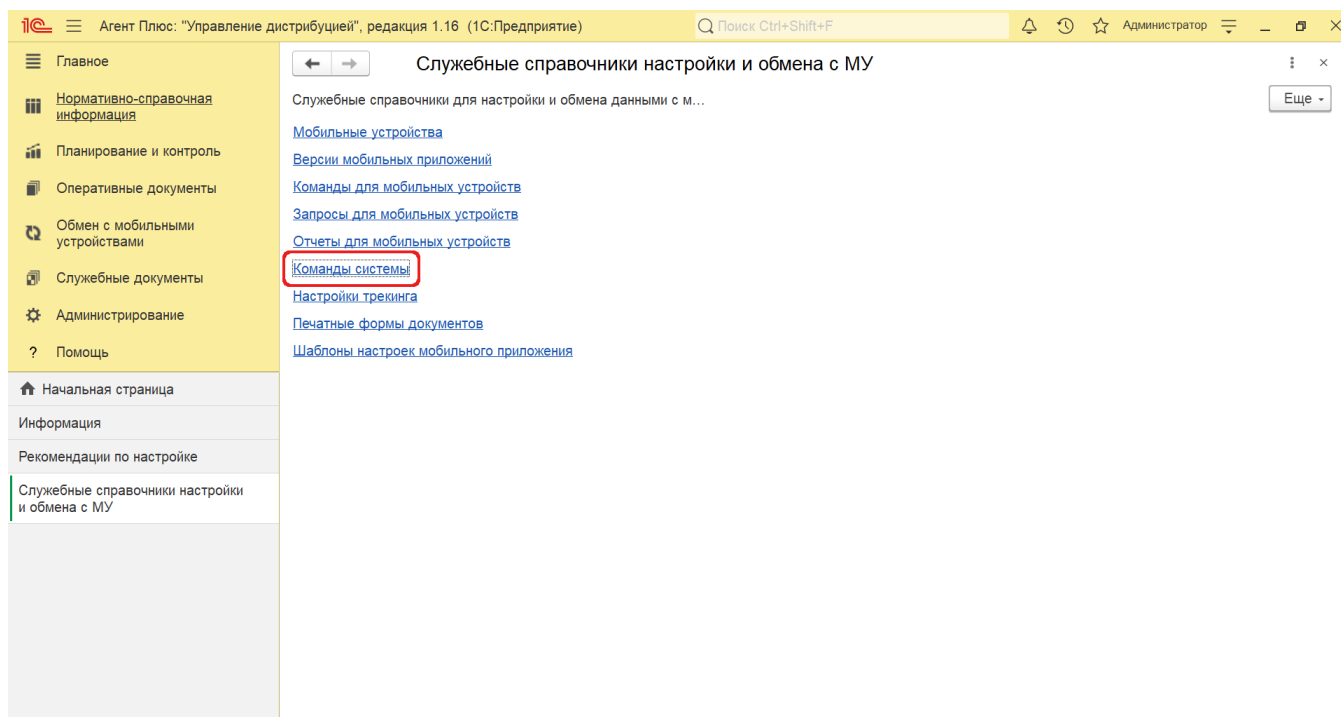 1С Агент Плюс: "Управление дистрибуцией", редакция 1.16 (1С:Предприятие)
Поиск Ctrl+Shift+F
Администратор
Главное
Нормативно-справочная
информация
Планирование и контроль
Оперативные документы
Обмен с мобильными
устройствами
Служебные документы
Администрирование
? Помощь
Начальная страница
Информация
Рекомендации по настройке
Служебные справочники настройки
и обмена с МУ
Служебные справочники настройки и обмена с МУ
Служебные справочники для настройки и обмена данными с м...
Еще
Мобильные устройства
Версии мобильных приложений
Команды для мобильных устройств
Запросы для мобильных устройств
Отчеты для мобильных устройств
Команды системы
Настройки трекинга
Печатные формы документов
Шаблоны настроек мобильного приложения